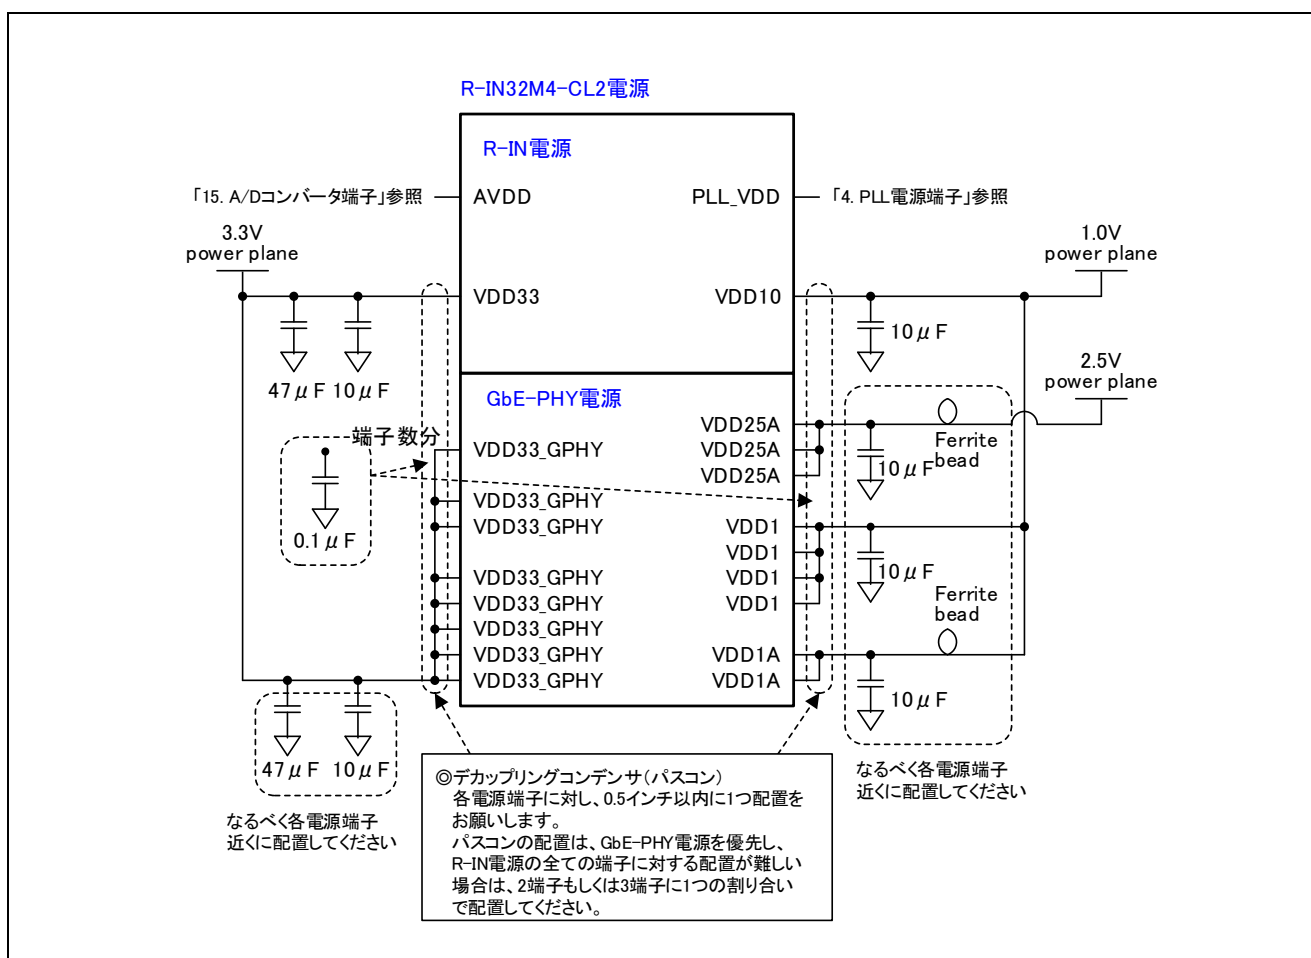 R-IN32M4-CL2電源
R-IN電源
「15. A/Dコンバータ端子」参照
AVDD
PLL_VDD
「4. PLL電源端子」参照
3.3V
power plane
1.0V
power plane
VDD33
VDD10
47μF
10μF
10μF
2.5V
power plane
GbE-PHY電源
端子数分
0.1μF
VDD33_GPHY
VDD33_GPHY
VDD33_GPHY
VDD33_GPHY
VDD33_GPHY
VDD33_GPHY
VDD33_GPHY
VDD33_GPHY
VDD25A
VDD25A
VDD25A
VDD1
VDD1
VDD1
VDD1
VDD1A
VDD1A
Ferrite
bead
10μF
10μF
Ferrite
bead
10μF
47μF
10μF
なるべく各電源端子
近くに配置してください
なるべく各電源端子
近くに配置してください
◎デカップリングコンデンサ(パスコン)
各電源端子に対し、0.5インチ以内に1つ配置を
お願いします。
パスコンの配置は、GbE-PHY電源を優先し、
R-IN電源の全ての端子に対する配置が難しい
場合は、2端子もしくは3端子に1つの割り合い
で配置してください。